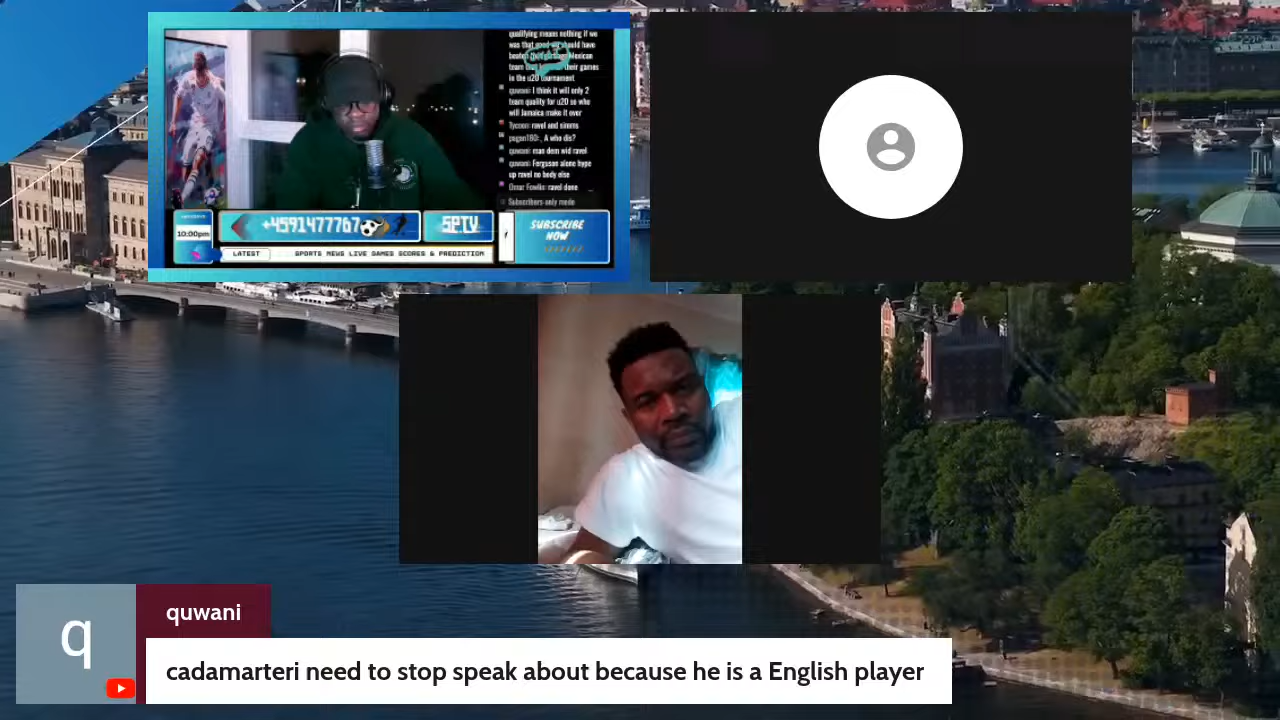 qualifying means nothing if we
was that good we should have
team
their games
in the u20 tournament
quwani: I think it will only 2
team quality for u20 so who
will Jamaica make it over
Tycoon: ravel and simms
A who dis?
quwani: man dem wid ravel
quwani: Ferguson alone hype
up ravel no body else
Omar Fowlin: ravel done
Subscribers-only mode
10:00pm
+4591477767
SPTV
SUBSCRIBE
NOW
LATEST
SPORTS NEWS LIVE GAMES SCORES & PREDICTION
q
quwani
cadamarteri need to stop speak about because he is a English player